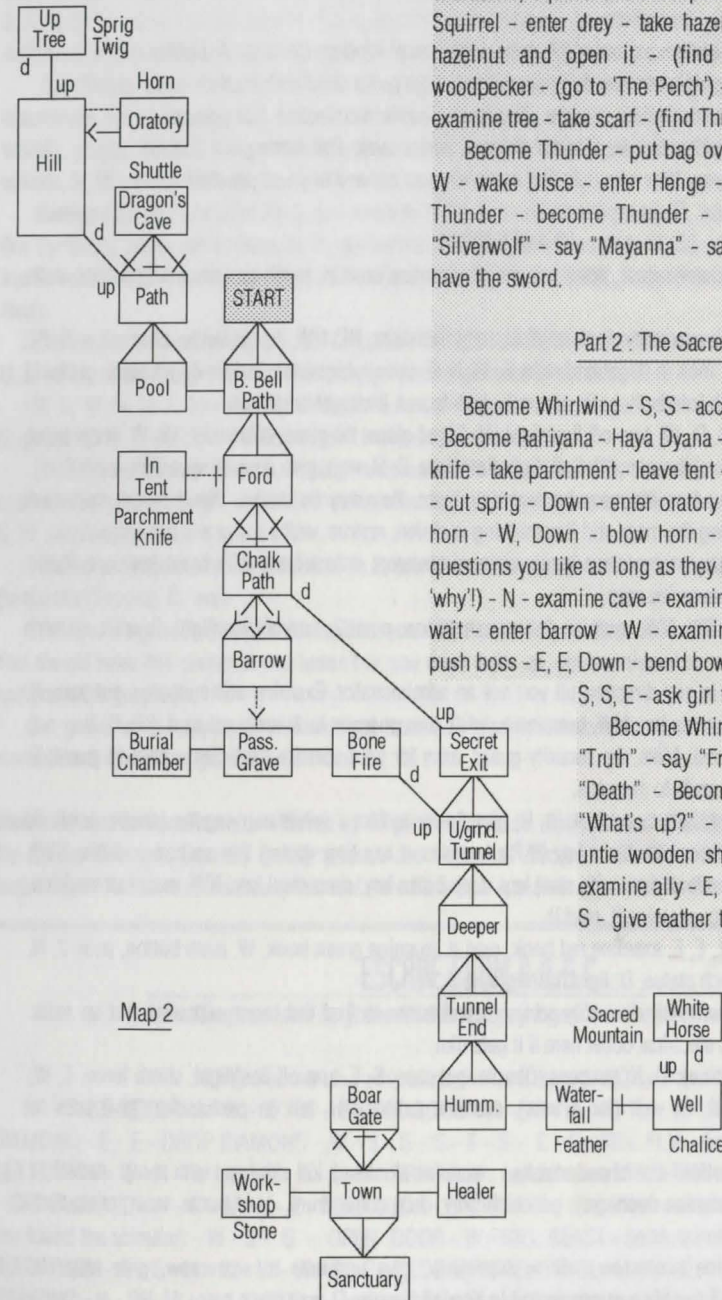 Up
Tree
Sprig
Twig
d
up
Horn
Oratory
Hill
Shuttle
Dragon's
Cave
d
up
Path
START
Pool
B. Bell
Path
In
Tent
Ford
Parchment
Knife
Chalk
Path
d
Barrow
up
Burial
Chamber
Pass.
Grave
Bone
Fire
Secret
Exit
d
up
U/grnd.
Tunnel
Deeper
Map 2
Tunnel
End
Sacred
Mountain
White
Horse
up
d
Boar
Gate
Humm.
Water-
fall
Well
Feather
Chalice
Work-
shop
Town
Healer
Stone
Sanctuary
Squirrel - enter drey - take haze
hazelnut and open it - (find
woodpecker - (go to 'The Perch')
examine tree - take scarf - (find Th
Become Thunder - put bag ov
W - wake Uisce - enter Henge -
Thunder - become Thunder -
"Silverwolf" - say "Mayanna" - sa
have the sword.
Part 2 : The Sacre
Become Whirlwind - S, S - acc
- Become Rahiyana - Haya Dyana -
knife - take parchment - leave tent -
- cut sprig - Down - enter oratory -
horn - W, Down - blow horn -
questions you like as long as they
'why'!) - N - examine cave - examin
wait - enter barrow - W - examin
push boss - E, E, Down - bend bow
S, S, E - ask girl
Become Whir
"Truth" - say "Fr
"Death" - Becom
"What's up?" -
untie wooden sh
examine ally - E,
S - give feather t